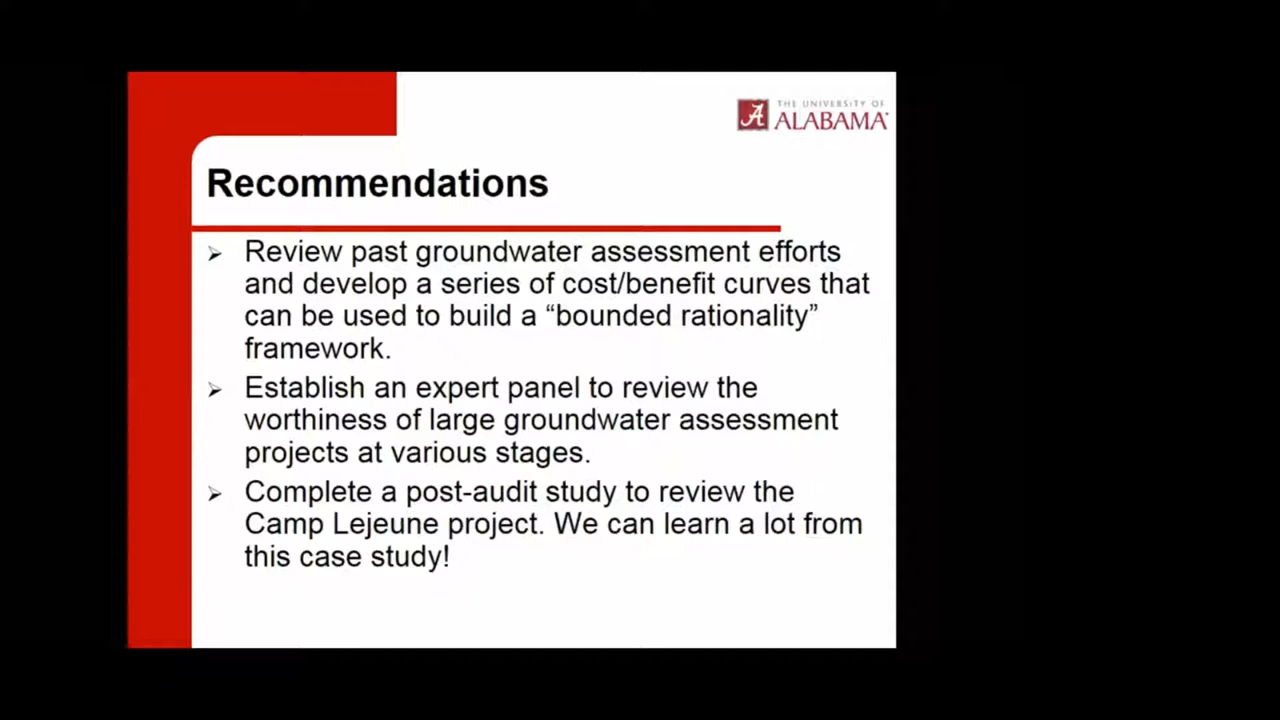 THE UNIVERSITY OF
ALABAMA
Recommendations
Review past groundwater assessment efforts
and develop a series of cost/benefit curves that
can be used to build a “bounded rationality”
framework.
Establish an expert panel to review the
worthiness of large groundwater assessment
projects at various stages.
Complete a post-audit study to review the
Camp Lejeune project. We can learn a lot from
this case study!